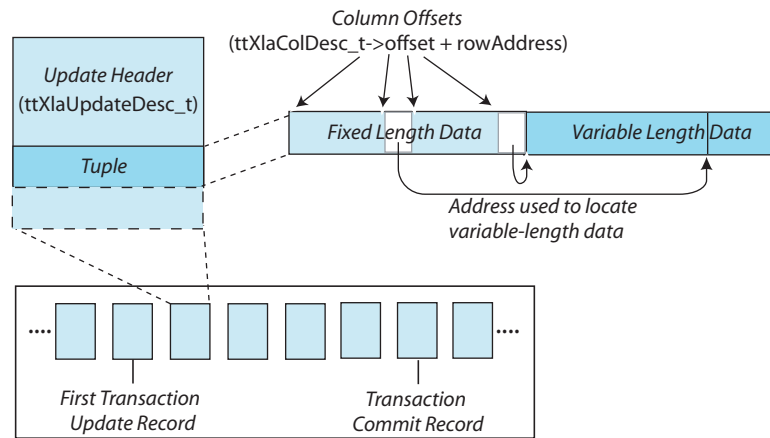 Column Offsets
(ttXlaColDesc_t->offset + rowAddress)
Update Header
(ttXlaUpdateDesc_t)
Fixed Length Data
Variable Length Data
Tuple
Address used to locate
variable-length data
....
....
First Transaction
Update Record
Transaction
Commit Record